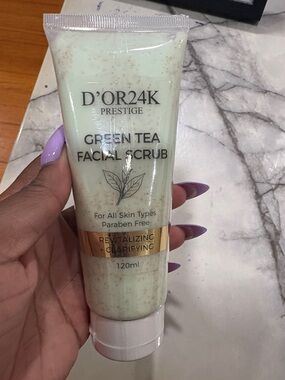 D'OR24K
PRESTIGE
GREEN TEA
FACIAL SCRUB
For All Skin Types
Paraben Free
REVITALIZING
+ CLARIFYING
120ml